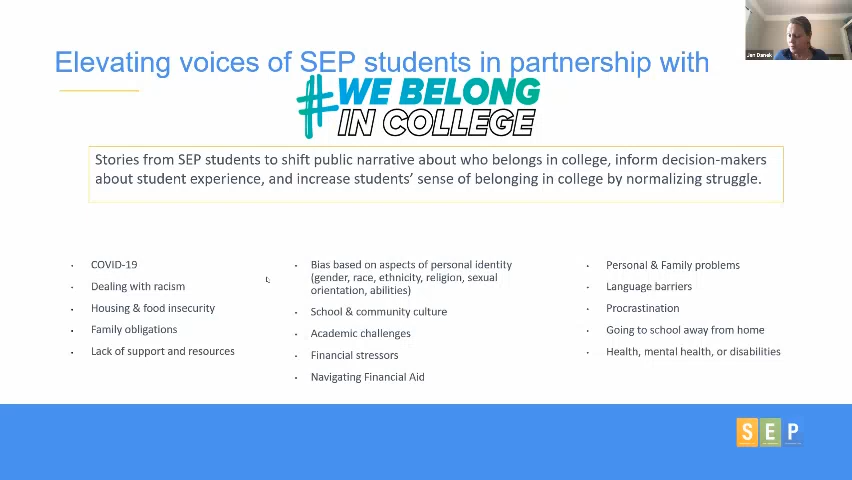 Elevating voices of SEP students in partnership with
#WE BELONG
IN COLLEGE
Stories from SEP students to shift public narrative about who belongs in college, inform decision-makers
about student experience, and increase students' sense of belonging in college by normalizing struggle.
• COVID-19
• Dealing with racism
• Housing & food insecurity
• Family obligations
• Lack of support and resources
• Bias based on aspects of personal identity
(gender, race, ethnicity, religion, sexual
orientation, abilities)
• School & community culture
• Academic challenges
• Financial stressors
• Navigating Financial Aid
• Personal & Family problems
• Language barriers
• Procrastination
• Going to school away from home
• Health, mental health, or disabilities
SEP
Jan Danek